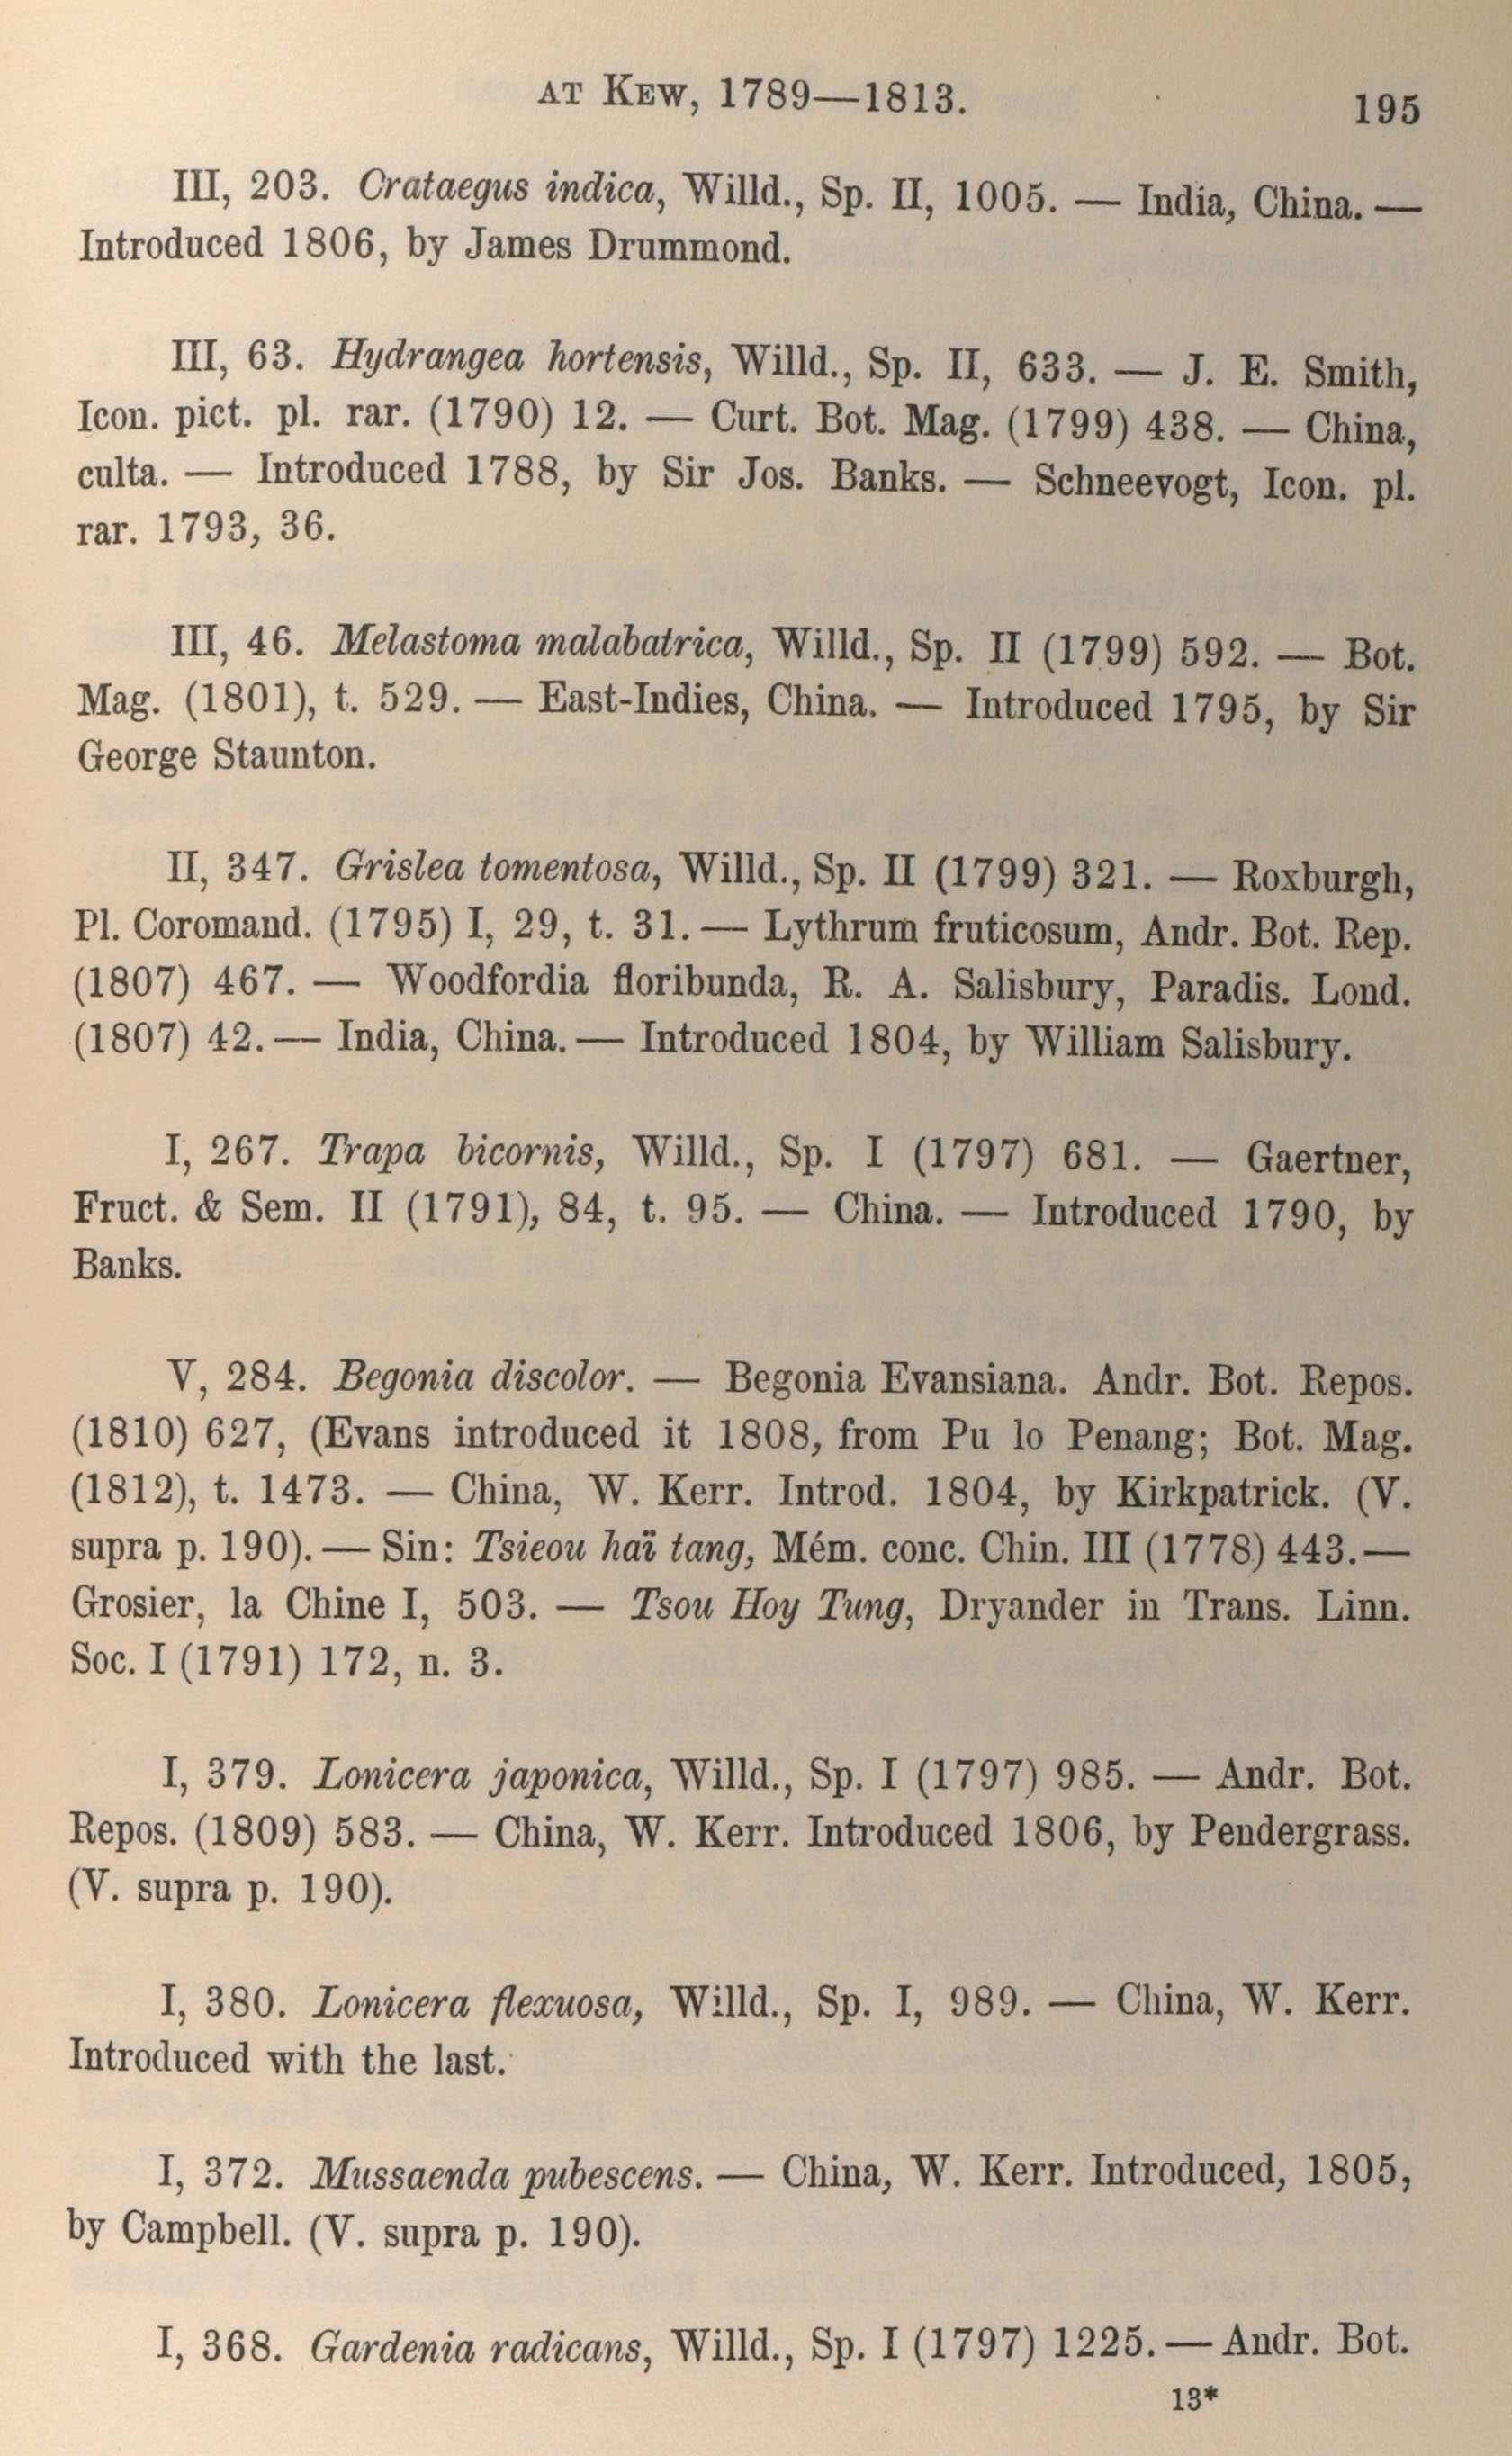 AT KEW, 1789—1813.
195
III, 203. Crataegus indica, Willd., Sp. II, 1005. — India, China. —
Introduced 1806, by James Drummond.
III, 63. Hydrangea hortensis, Willd., Sp. II, 633. — J. E. Smith,
Icon. pict. pl. rar. (1790) 12. — Curt. Bot. Mag. (1799) 438. — China,
culta. — Introduced 1788, by Sir Jos. Banks. — Schneevogt, Icon. pl.
rar. 1793, 36.
III, 46. Melastoma malabatrica, Willd., Sp. II (1799) 592. — Bot.
Mag. (1801), t. 529. — East-Indies, China. — Introduced 1795, by Sir
George Staunton.
II, 347. Grislea tomentosa, Willd., Sp. II (1799) 321. — Roxburgh,
Pl. Coromand. (1795) I, 29, t. 31. — Lythrum fruticosum, Andr. Bot. Rep.
(1807) 467. — Woodfordia floribunda, R. A. Salisbury, Paradis. Lond.
(1807) 42. — India, China. — Introduced 1804, by William Salisbury.
I, 267. Trapa bicornis, Willd., Sp. I (1797) 681. — Gaertner,
Fruct. & Sem. II (1791), 84, t. 95. — China. — Introduced 1790, by
Banks.
V, 284. Begonia discolor. — Begonia Evansiana. Andr. Bot. Repos.
(1810) 627, (Evans introduced it 1808, from Pu lo Penang; Bot. Mag.
(1812), t. 1473. — China, W. Kerr. Introd. 1804, by Kirkpatrick. (V.
supra p. 190). — Sin: Tsieou haï tang, Mém. conc. Chin. III (1778) 443. —
Grosier, la Chine I, 503. — Tsou Hoy Tung, Dryander in Trans. Linn.
Soc. I (1791) 172, n. 3.
I, 379. Lonicera japonica, Willd., Sp. I (1797) 985. — Andr. Bot.
Repos. (1809) 583. — China, W. Kerr. Introduced 1806, by Pendergrass.
(V. supra p. 190).
I, 380. Lonicera flexuosa, Willd., Sp. I, 989. — China, W. Kerr.
Introduced with the last.
I, 372. Mussaenda pubescens. — China, W. Kerr. Introduced, 1805,
by Campbell. (V. supra p. 190).
I, 368. Gardenia radicans, Willd., Sp. I (1797) 1225. — Andr. Bot.
13*